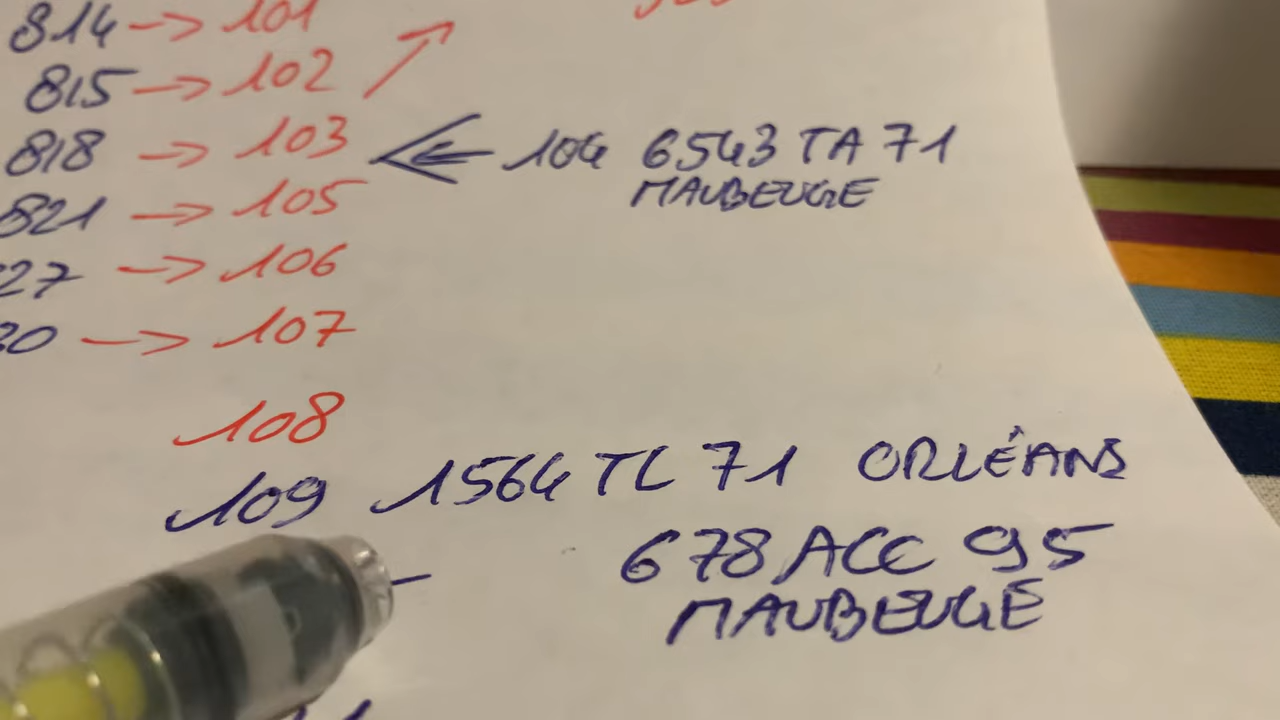 814 → 101
815 → 102
818 → 103 ← 104 6543 TA 71
MAUBEUGE
821 → 105
27 → 106
30 → 107
108
109 1564 TL 71 ORLÉANS
678 ACC 95
MAUBEUGE